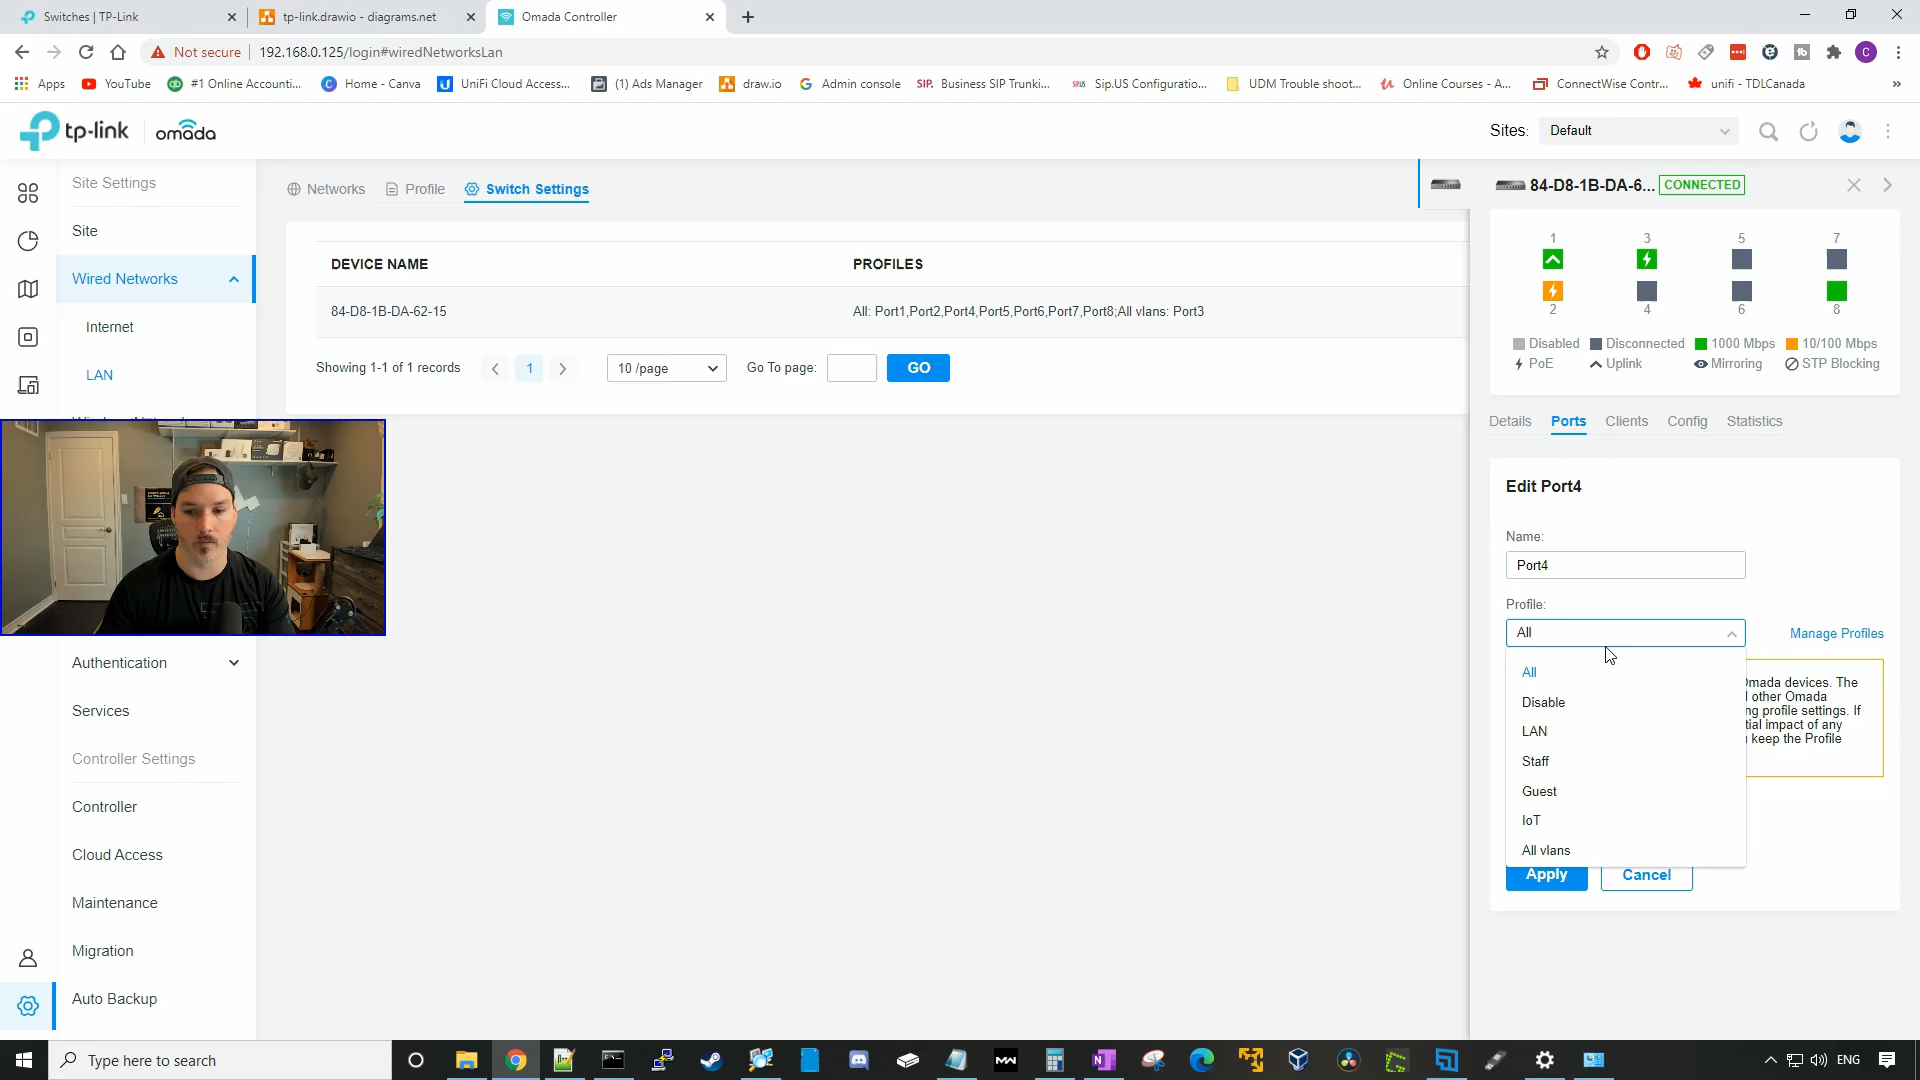 Switches | TP-Link
tp-link.drawio - diagrams.net
Omada Controller
Not secure
192.168.0.125/login#wiredNetworksLan
Apps
YouTube
#1 Online Accounti...
Home - Canva
UniFi Cloud Access...
(1) Ads Manager
draw.io
Admin console
SIP. Business SIP Trunki...
Sip.US Configuratio...
UDM Trouble shoot...
Online Courses - A...
ConnectWise Contr...
unifi - TDLCanada
tp-link
omada
Sites:
Default
Site Settings
Site
Wired Networks
Internet
LAN
Authentication
Services
Controller Settings
Controller
Cloud Access
Maintenance
Migration
Auto Backup
Networks
Profile
Switch Settings
DEVICE NAME
PROFILES
84-D8-1B-DA-62-15
All: Port1,Port2,Port4,Port5,Port6,Port7,Port8;All vlans: Port3
Showing 1-1 of 1 records
1
10 /page
Go To page:
GO
84-D8-1B-DA-6...
CONNECTED
1 3 5 7
2 4 6 8
Disabled
Disconnected
1000 Mbps
10/100 Mbps
PoE
Uplink
Mirroring
STP Blocking
Details
Ports
Clients
Config
Statistics
Edit Port4
Name:
Port4
Profile:
All
Manage Profiles
All
Disable
LAN
Staff
Guest
IoT
All vlans
Omada devices. The
other Omada
ng profile settings. If
tial impact of any
keep the Profile
Apply
Cancel
Type here to search
ENG